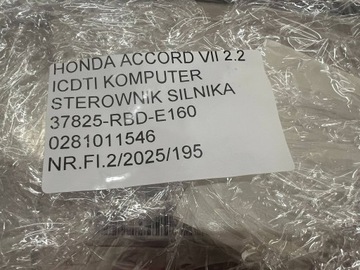 HONDA ACCORD VII 2.2
ICDTI KOMPUTER
STEROWNIK SILNIKA
37825-RBD-E160
0281011546
NR.FI.2/2025/195